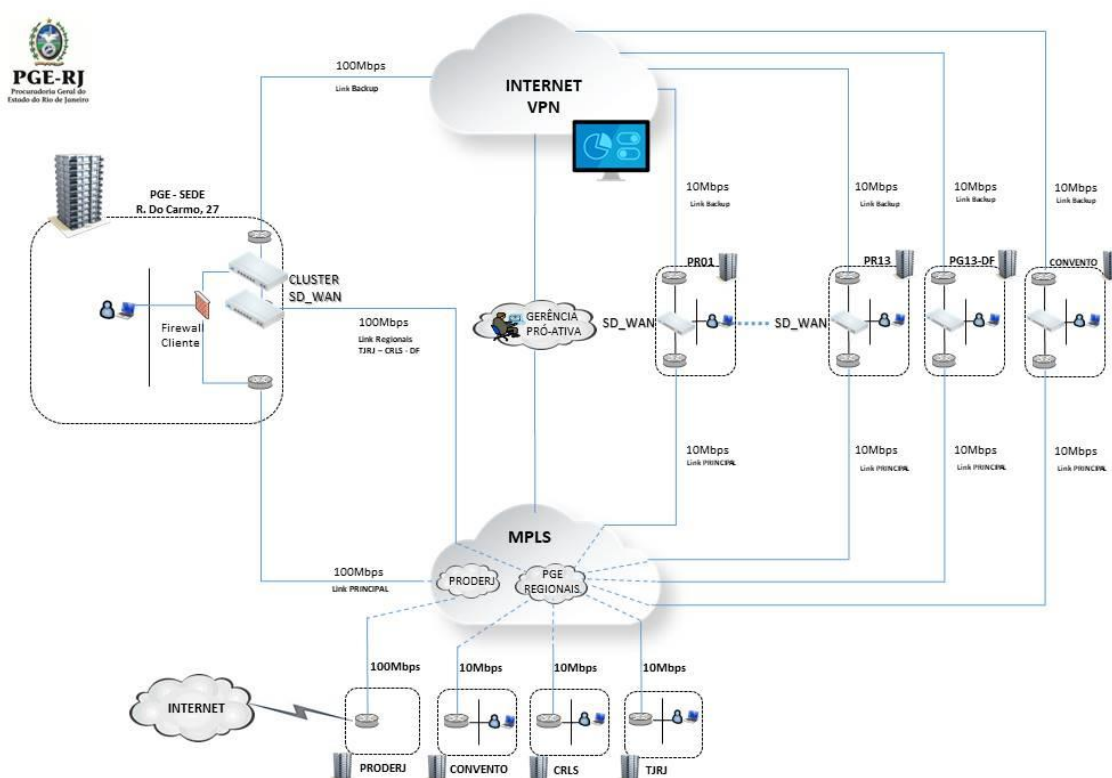 PGE-RJ
Procuradoria Geral do
Estado do Rio de Janeiro
100Mbps
Link Backup
INTERNET
VPN
PGE - SEDE
R. Do Carmo, 27
CLUSTER
SD_WAN
Firewall
Cliente
100Mbps
Link Regionais
TJRJ – CRLS - DF
GERÊNCIA
PRÓ-ATIVA
10Mbps
Link Backup
10Mbps
Link Backup
10Mbps
Link Backup
10Mbps
Link Backup
PR01
PR13
PG13-DF
CONVENTO
SD_WAN
SD_WAN
10Mbps
Link PRINCIPAL
10Mbps
Link PRINCIPAL
10Mbps
Link PRINCIPAL
10Mbps
Link PRINCIPAL
MPLS
PRODERJ
PGE
REGIONAIS
100Mbps
Link PRINCIPAL
100Mbps
10Mbps
10Mbps
10Mbps
INTERNET
PRODERJ
CONVENTO
CRLS
TJRJ